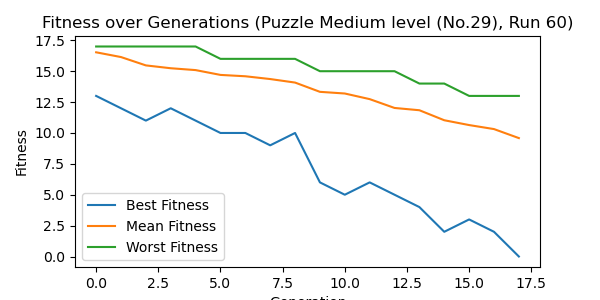 Fitness over Generations (Puzzle Medium level (No.29), Run 60)
17.5
15.0
12.5
10.0
7.5
5.0
2.5
0.0
Fitness
Best Fitness
Mean Fitness
Worst Fitness
0.0 2.5 5.0 7.5 10.0 12.5 15.0 17.5
Generation